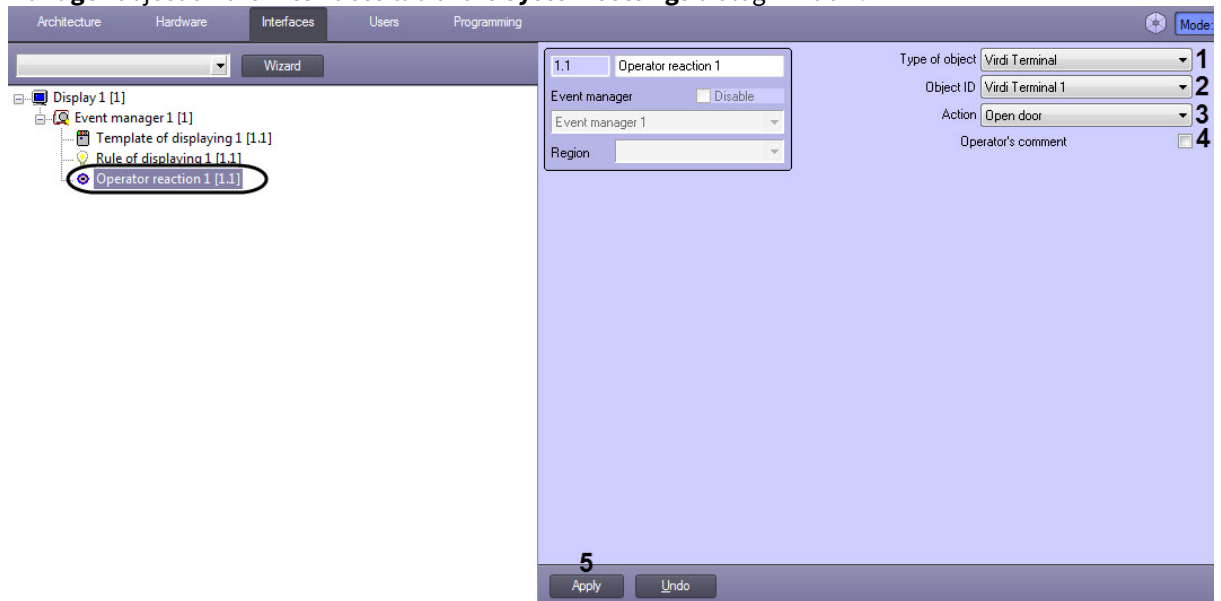 Architecture Hardware Interfaces Users Programming Mode:
Wizard
Display 1 [1]
Event manager 1 [1]
Template of displaying 1 [1.1]
Rule of displaying 1 [1.1]
Operator reaction 1 [1.1]
1.1 Operator reaction 1
Event manager Disable
Event manager 1
Region
Type of object Virdi Terminal 1
Object ID Virdi Terminal 1 2
Action Open door 3
Operator's comment 4
5
Apply Undo